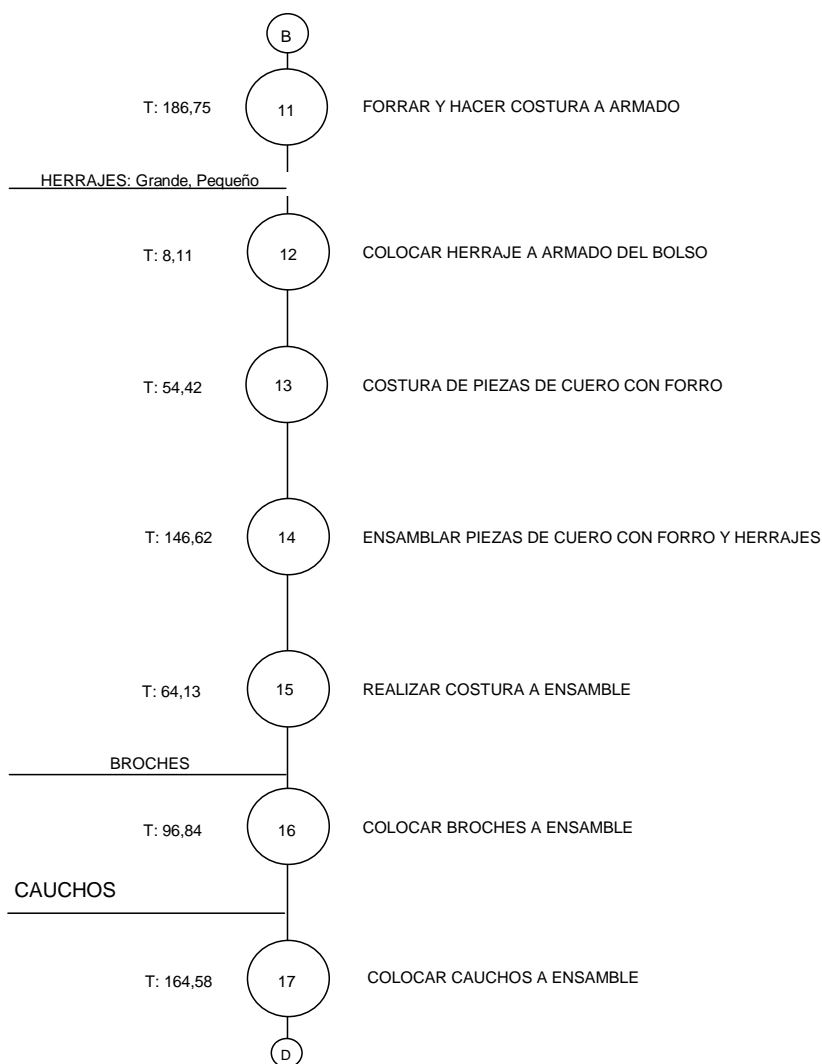 B
T: 186,75 11 FORRAR Y HACER COSTURA A ARMADO
HERRAJES: Grande, Pequeño
T: 8,11 12 COLOCAR HERRAJE A ARMADO DEL BOLSO
T: 54,42 13 COSTURA DE PIEZAS DE CUERO CON FORRO
T: 146,62 14 ENSAMBLAR PIEZAS DE CUERO CON FORRO Y HERRAJES
T: 64,13 15 REALIZAR COSTURA A ENSAMBLE
BROCHES
T: 96,84 16 COLOCAR BROCHES A ENSAMBLE
CAUCHOS
T: 164,58 17 COLOCAR CAUCHOS A ENSAMBLE
D